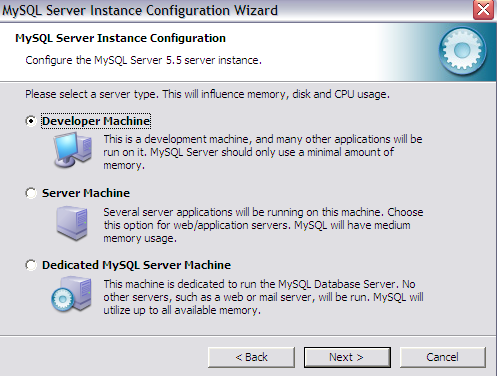 MySQL Server Instance Configuration Wizard
MySQL Server Instance Configuration
Configure the MySQL Server 5.5 server instance.
Please select a server type. This will influence memory, disk and CPU usage.
Developer Machine
This is a development machine, and many other applications will be
run on it. MySQL Server should only use a minimal amount of
memory.
Server Machine
Several server applications will be running on this machine. Choose
this option for web/application servers. MySQL will have medium
memory usage.
Dedicated MySQL Server Machine
This machine is dedicated to run the MySQL Database Server. No
other servers, such as a web or mail server, will be run. MySQL will
utilize up to all available memory.
< Back
Next >
Cancel